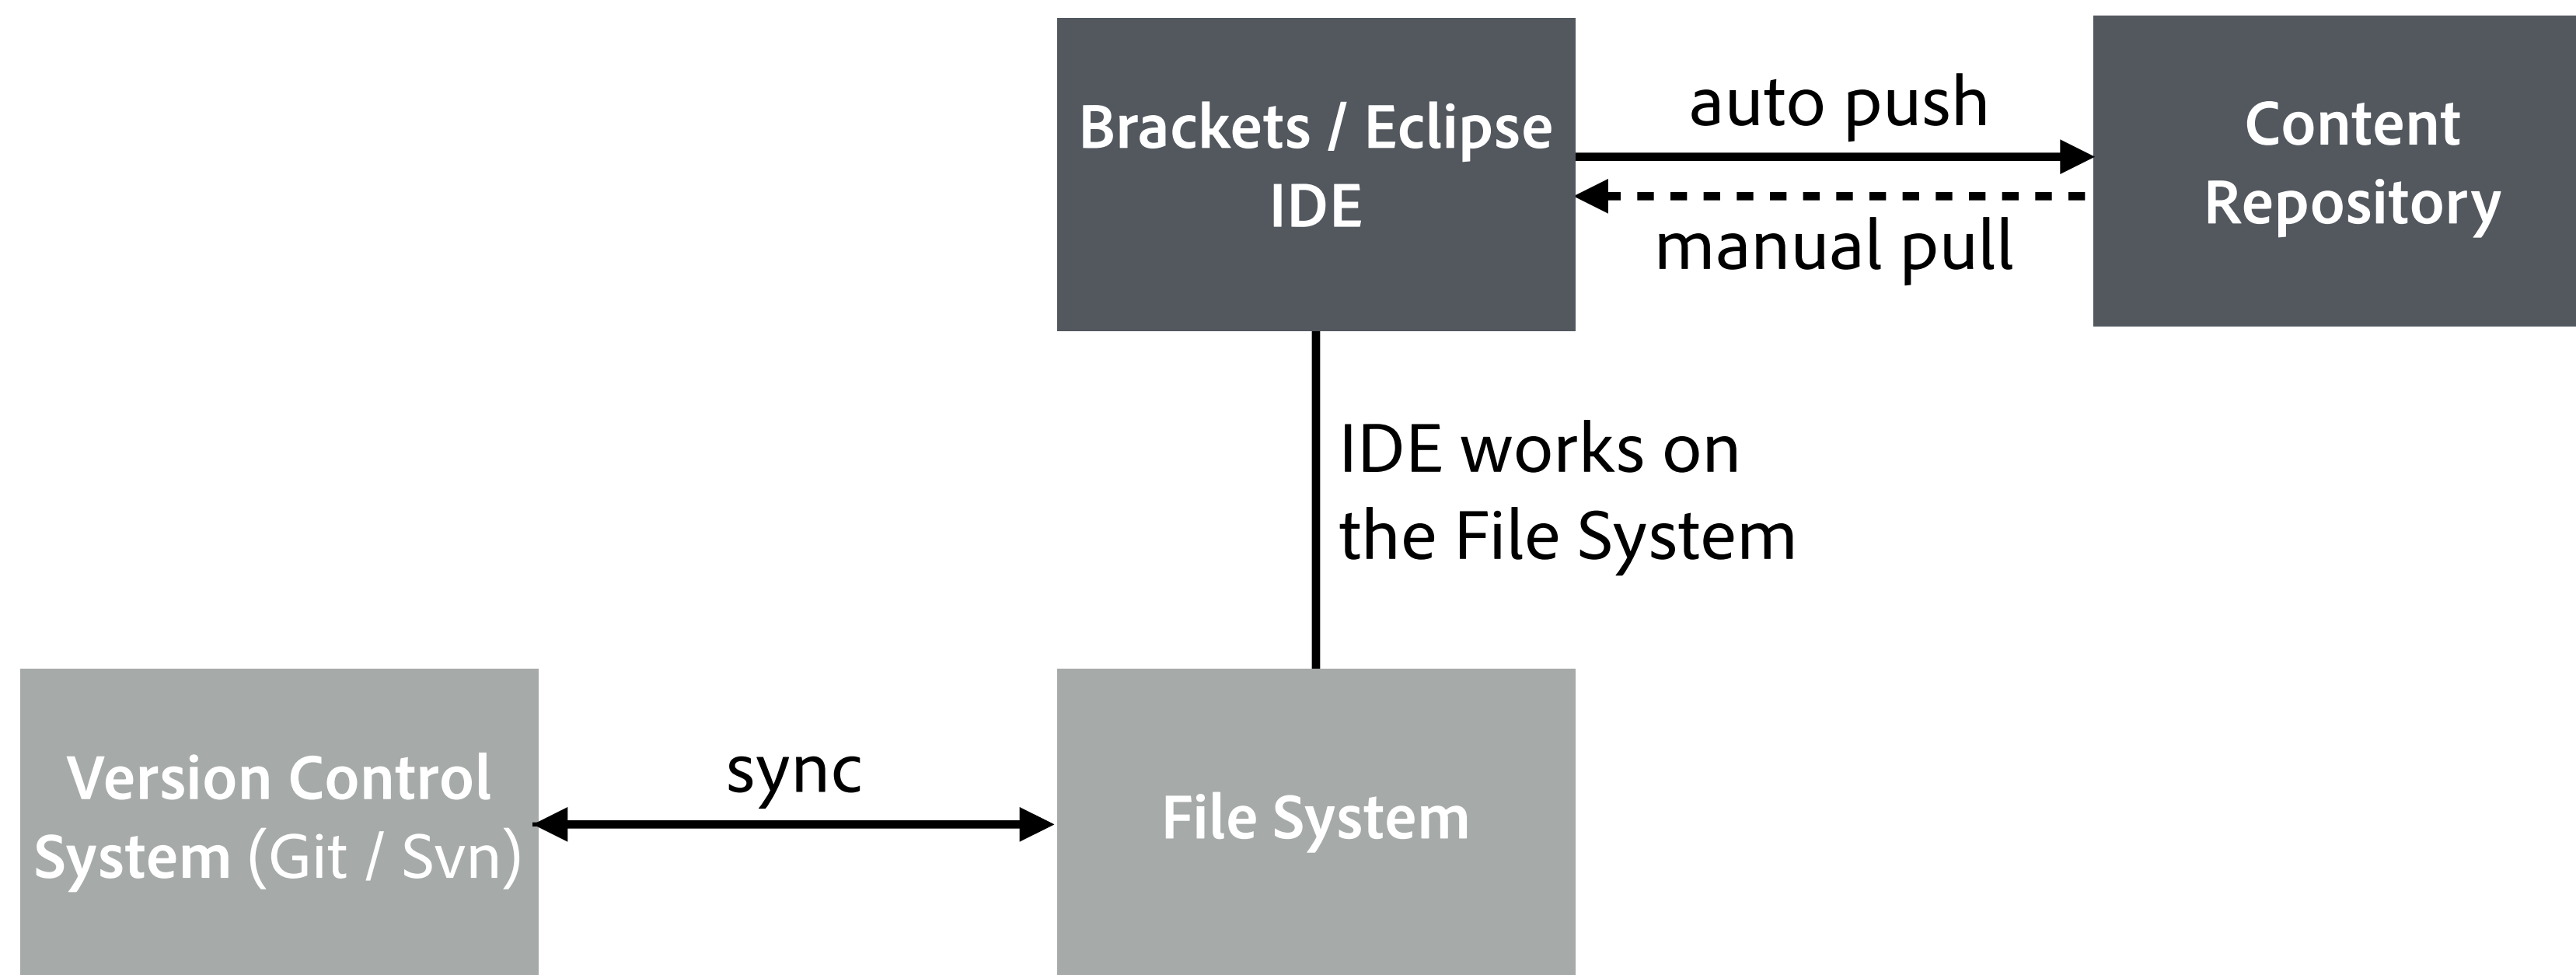 Brackets / Eclipse
IDE
auto push
manual pull
Content
Repository
IDE works on
the File System
Version Control
System (Git / Svn)
sync
File System